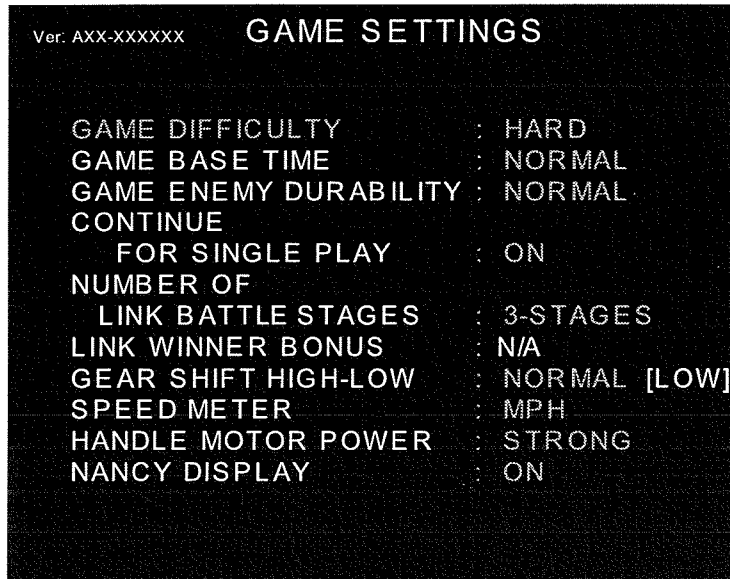 Ver. AXX-XXXXXX GAME SETTINGS
GAME DIFFICULTY : HARD
GAME BASE TIME : NORMAL
GAME ENEMY DURABILITY : NORMAL
CONTINUE
FOR SINGLE PLAY : ON
NUMBER OF
LINK BATTLE STAGES : 3-STAGES
LINK WINNER BONUS : N/A
GEAR SHIFT HIGH-LOW : NORMAL [LOW]
SPEED METER : MPH
HANDLE MOTOR POWER : STRONG
NANCY DISPLAY : ON